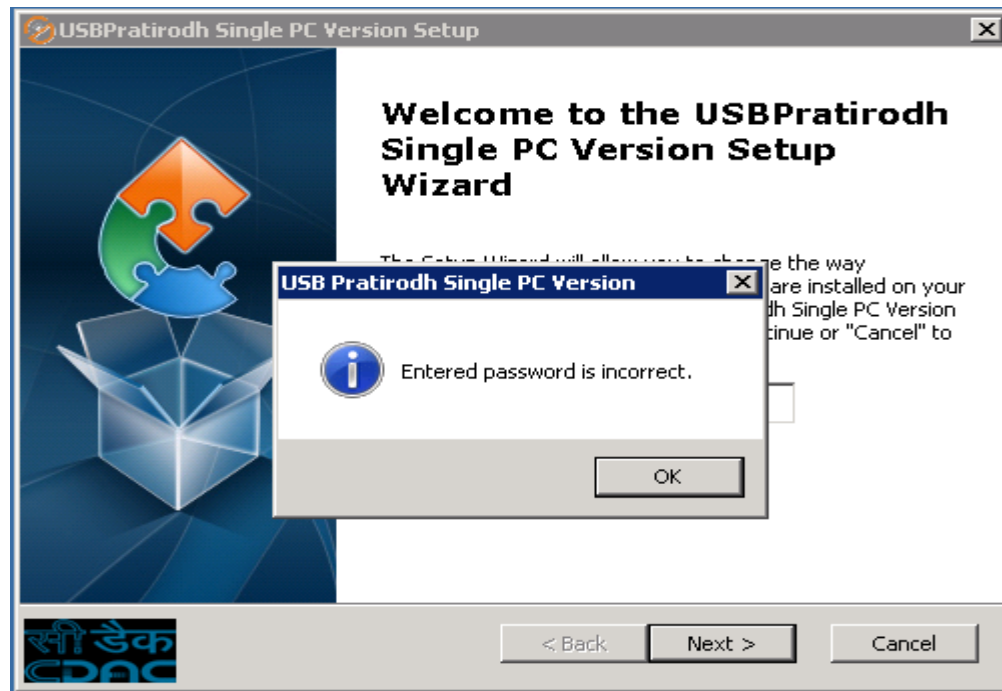 USBPratirodh Single PC Version Setup
Welcome to the USBPratirodh
Single PC Version Setup
Wizard
e the way
are installed on your
Single PC Version
or "Cancel" to
USB Pratirodh Single PC Version
Entered password is incorrect.
OK
सी डैक
CDAC
< Back
Next >
Cancel